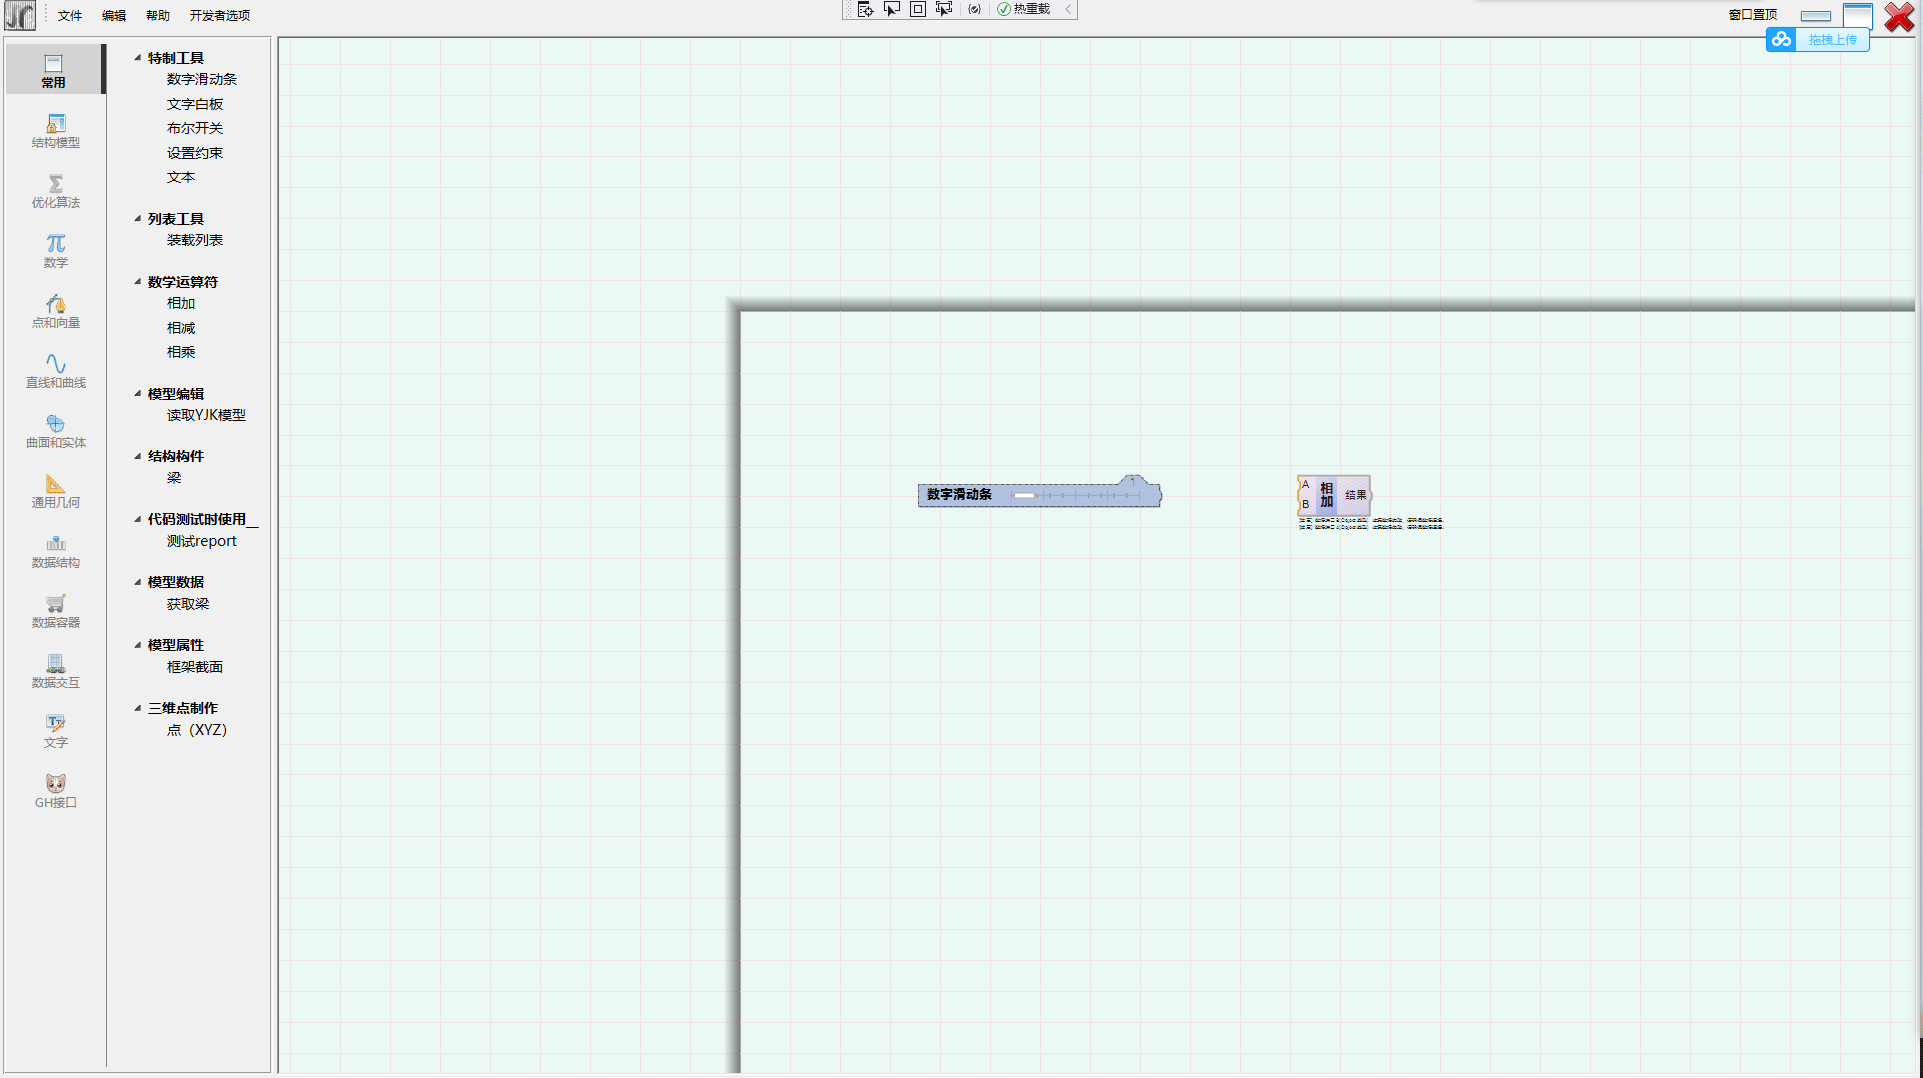 文件 编辑 帮助 开发者选项
热重载
窗口置顶
拖拽上传
常用
结构模型
优化算法
数学
点和向量
直线和曲线
曲面和实体
通用几何
数据结构
数据容器
数据交互
文字
GH接口
特制工具
数字滑动条
文字白板
布尔开关
设置约束
文本
列表工具
装载列表
数学运算符
相加
相减
相乘
模型编辑
读取YJK模型
结构构件
梁
代码测试时使用__
测试report
模型数据
获取梁
模型属性
框架截面
三维点制作
点（XYZ）
数字滑动条
1
A
B
相加
结果